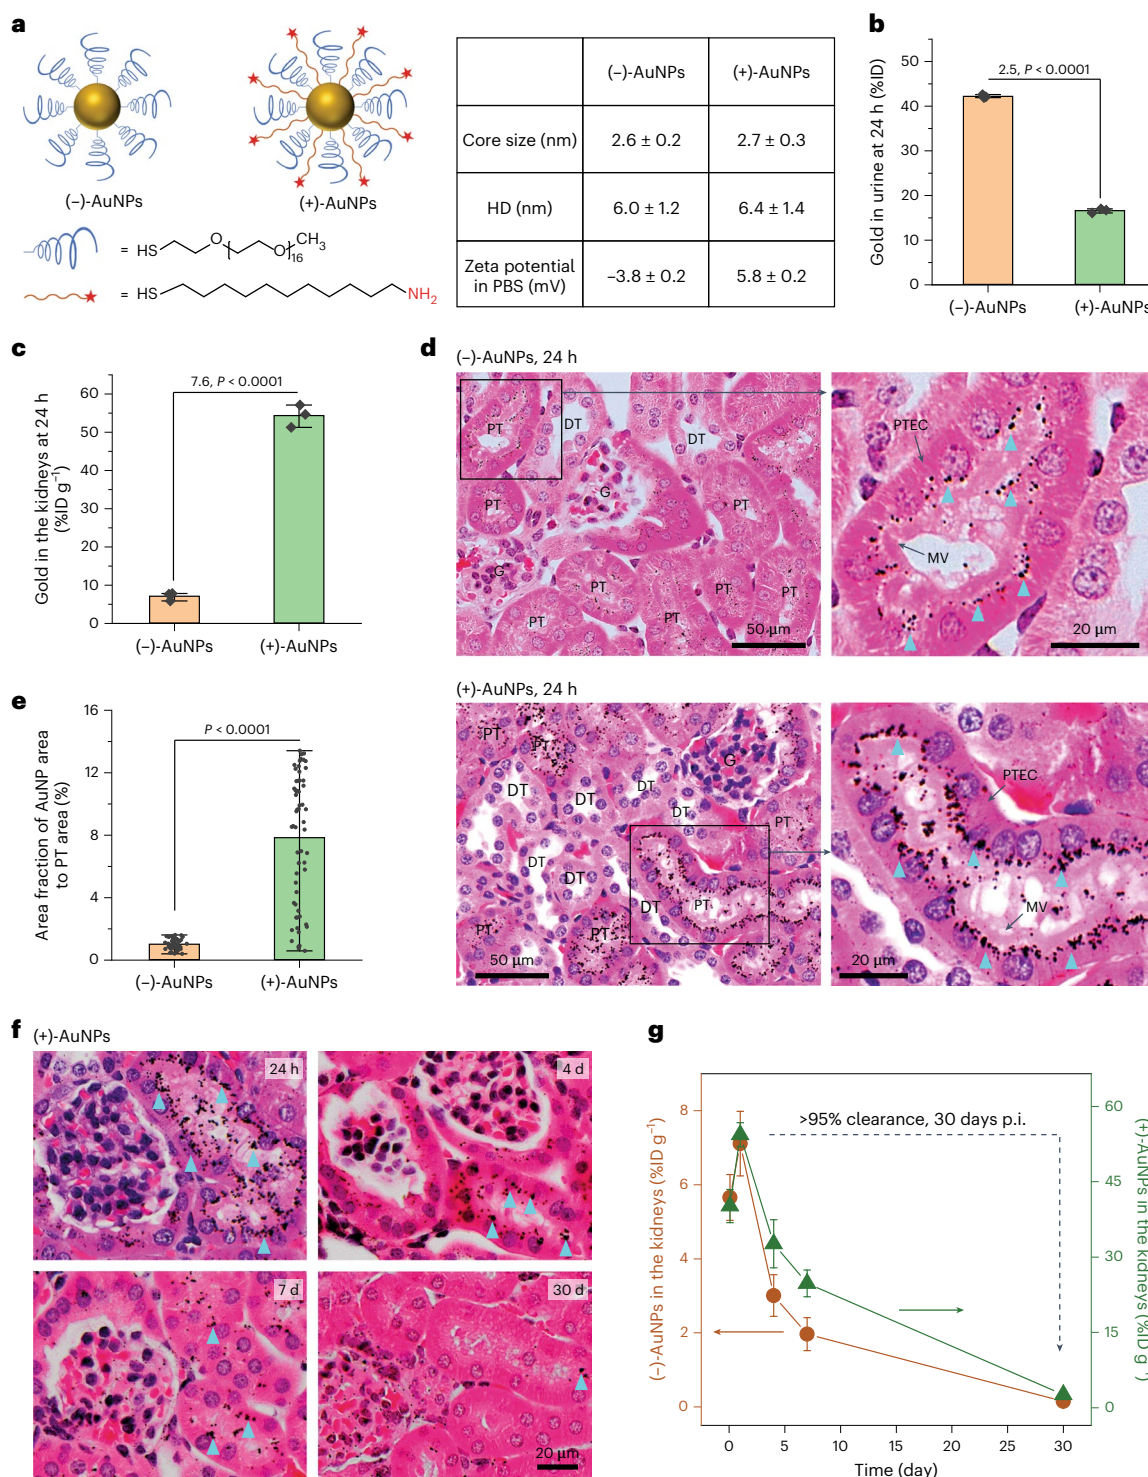 a
(–)-AuNPs
(+)-AuNPs
= HS O O CH3 16
= HS NH2
(–)-AuNPs (+)-AuNPs
Core size (nm) 2.6 ± 0.2 2.7 ± 0.3
HD (nm) 6.0 ± 1.2 6.4 ± 1.4
Zeta potential
in PBS (mV) –3.8 ± 0.2 5.8 ± 0.2
b
Gold in urine at 24 h (%ID)
50
40
30
20
10
0
2.5, P < 0.0001
(–)-AuNPs
(+)-AuNPs
c
Gold in the kidneys at 24 h
(%ID g–1)
60
50
40
30
20
10
0
7.6, P < 0.0001
(–)-AuNPs
(+)-AuNPs
d
(–)-AuNPs, 24 h
PT
DT
DT
G
PT
PT
G
PT
PT
PT
PT
PT
50 µm
PTEC
MV
20 µm
(+)-AuNPs, 24 h
PT
PT
G
DT
DT
DT
DT
PT
DT
DT
DT
PT
PT
PT
50 µm
PTEC
MV
20 µm
e
Area fraction of AuNP area
to PT area (%)
16
12
8
4
0
P < 0.0001
(–)-AuNPs
(+)-AuNPs
f
(+)-AuNPs
24 h
4 d
7 d
30 d
20 µm
g
(–)-AuNPs in the kidneys (%ID g–1)
8
6
4
2
0
>95% clearance, 30 days p.i.
60
45
30
15
0
(+)-AuNPs in the kidneys (%ID g–1)
0 5 10 15 20 25 30
Time (day)